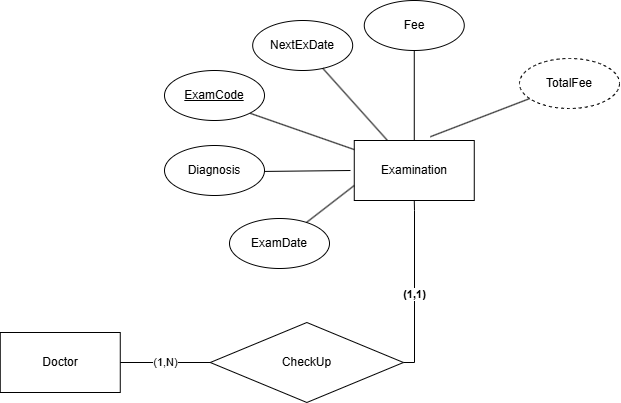 Fee
NextExDate
TotalFee
ExamCode
Diagnosis
Examination
ExamDate
(1,1)
Doctor
(1,N)
CheckUp